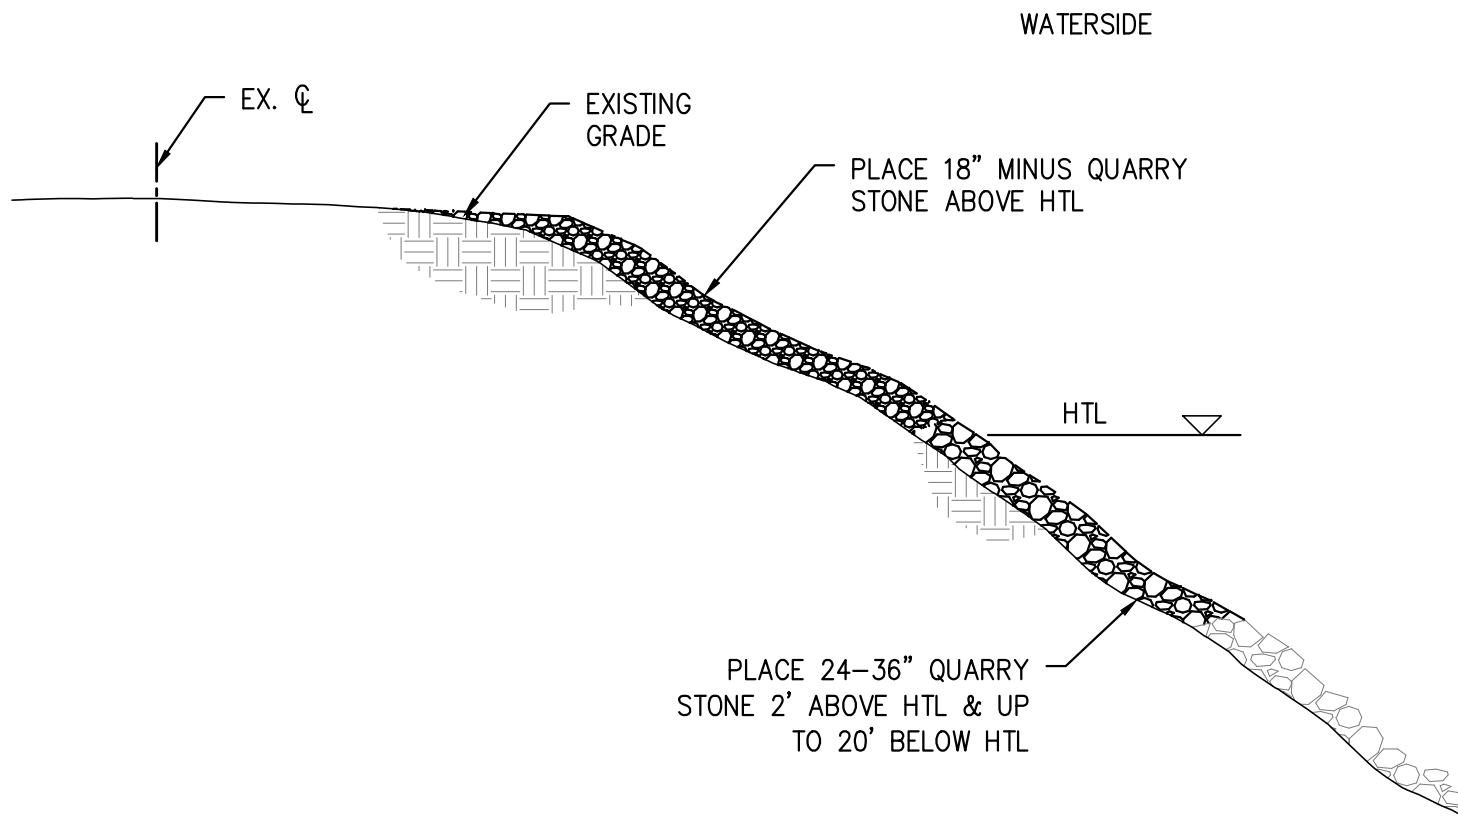 WATERSIDE
EX. ℄
EXISTING
GRADE
PLACE 18” MINUS QUARRY
STONE ABOVE HTL
HTL
PLACE 24–36” QUARRY
STONE 2’ ABOVE HTL & UP
TO 20’ BELOW HTL